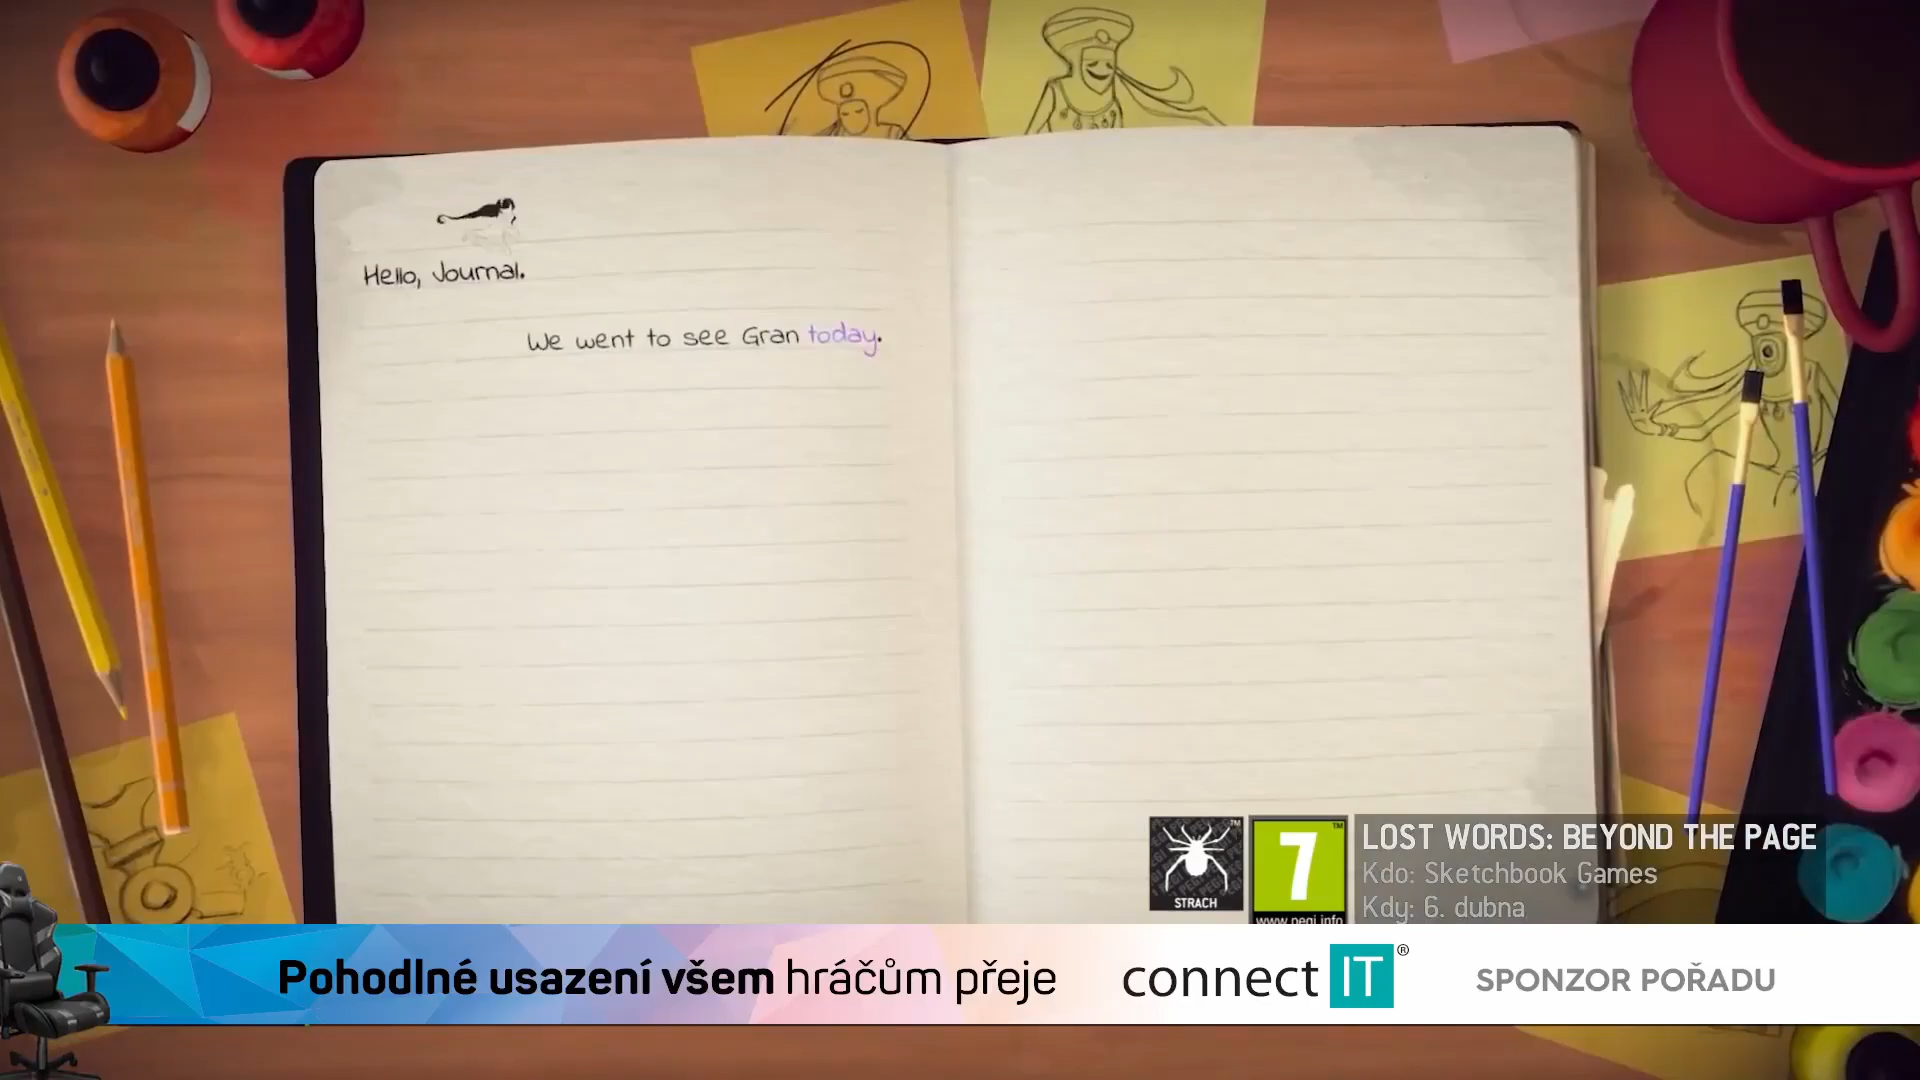 Hello, Journal.
We went to see Gran today.
STRACH
7
www.pegi.info
LOST WORDS: BEYOND THE PAGE
Kdo: Sketchbook Games
Kdy: 6. dubna
Pohodlné usazení všem hráčům přeje
connect IT®
SPONZOR POŘADU